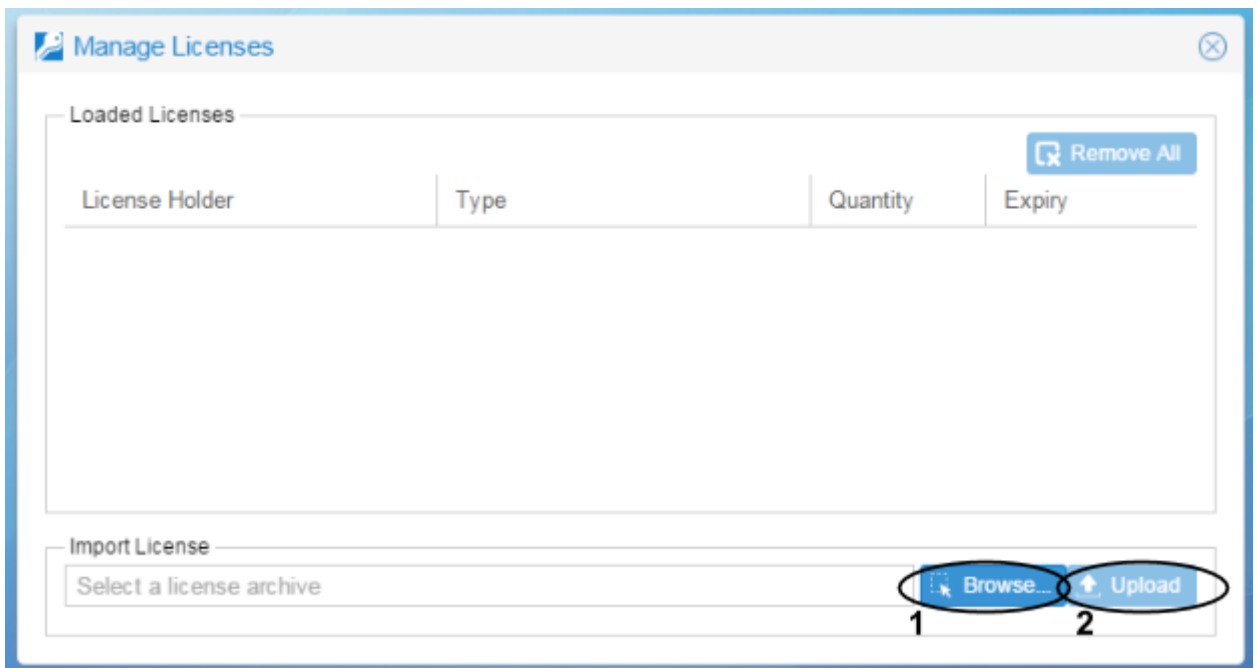 Manage Licenses
Loaded Licenses
Remove All
License Holder Type Quantity Expiry
Import License
Select a license archive Browse... Upload
1 2